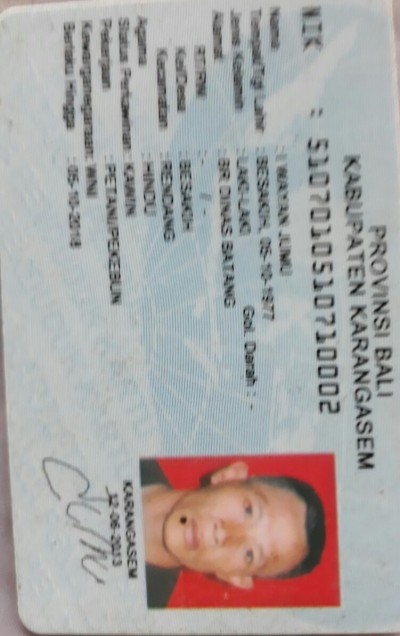 PROVINSI BALI
KABUPATEN KARANGASEM
NIK : 5107010510710002
Nama : I WAYAN JUMU
Tempat/Tgl Lahir : BESAKIH, 05-10-1977
Jenis Kelamin : LAKI-LAKI Gol. Darah : -
Alamat : BR.DINAS BATANG
RT/RW : - / -
Kel/Desa : BESAKIH
Kecamatan : RENDANG
Agama : HINDU
Status Perkawinan: KAWIN
Pekerjaan : PETANI/PEKEBUN
Kewarganegaraan: WNI
Berlaku Hingga : 05-10-2018
KARANGASEM
12-06-2013